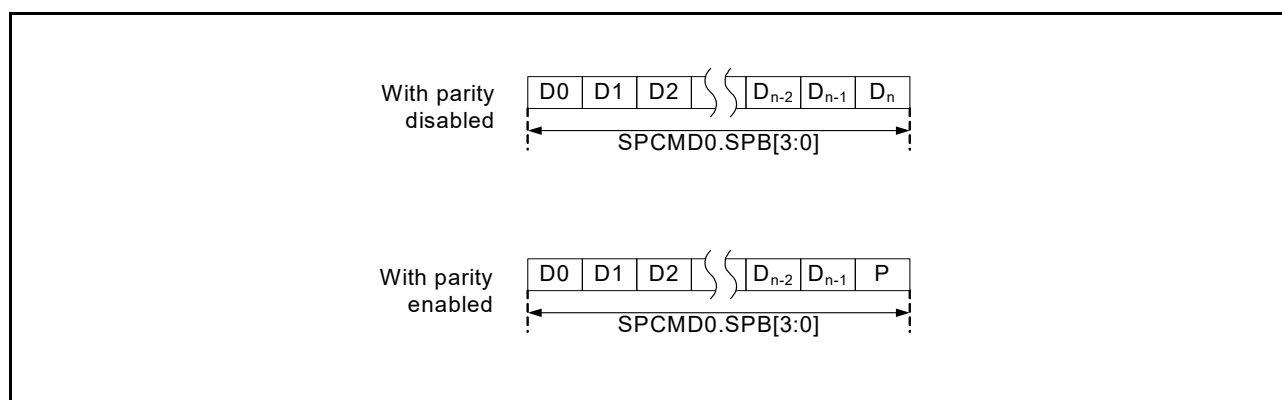 With parity
disabled
D0 D1 D2 Dn-2 Dn-1 Dn
SPCMD0.SPB[3:0]
With parity
enabled
D0 D1 D2 Dn-2 Dn-1 P
SPCMD0.SPB[3:0]